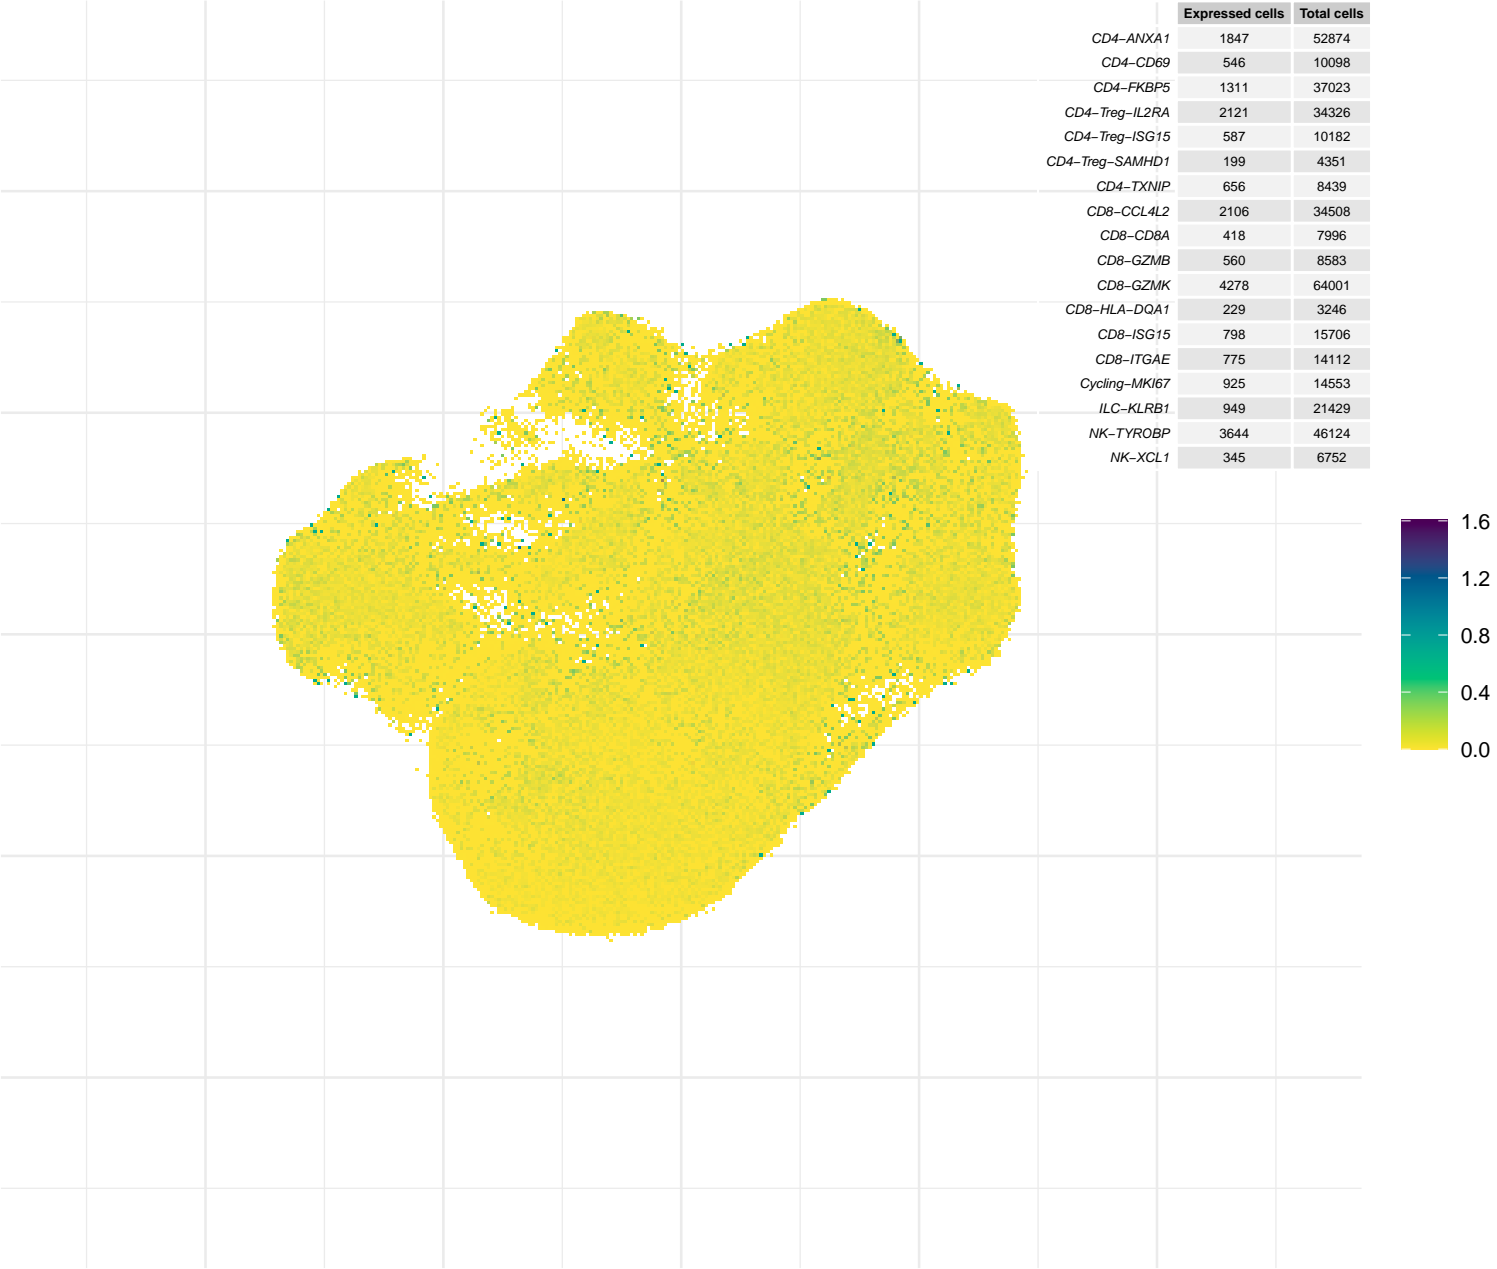 Expressed cells Total cells
CD4−ANXA1 1847 52874
CD4−CD69 546 10098
CD4−FKBP5 1311 37023
CD4−Treg−IL2RA 2121 34326
CD4−Treg−ISG15 587 10182
CD4−Treg−SAMHD1 199 4351
CD4−TXNIP 656 8439
CD8−CCL4L2 2106 34508
CD8−CD8A 418 7996
CD8−GZMB 560 8583
CD8−GZMK 4278 64001
CD8−HLA−DQA1 229 3246
CD8−ISG15 798 15706
CD8−ITGAE 775 14112
Cycling−MKI67 925 14553
ILC−KLRB1 949 21429
NK−TYROBP 3644 46124
NK−XCL1 345 6752
1.6
1.2
0.8
0.4
0.0